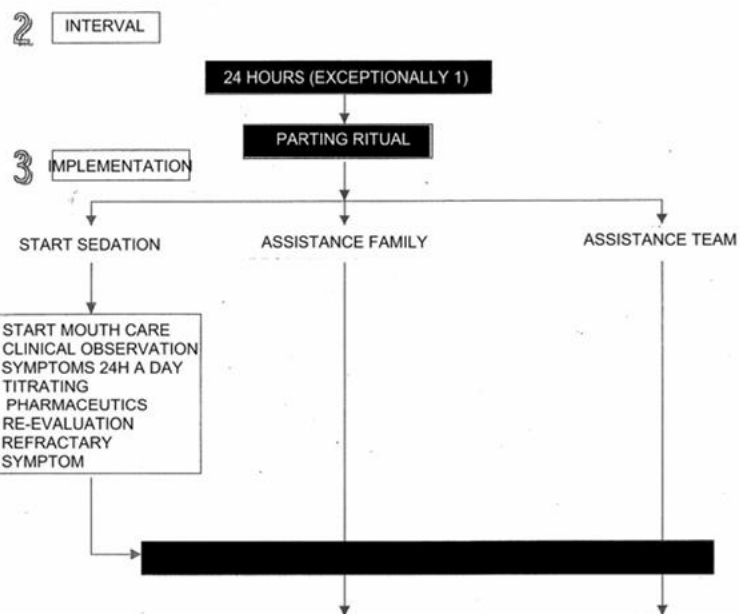 2 INTERVAL
24 HOURS (EXCEPTIONALLY 1)
PARTING RITUAL
3 IMPLEMENTATION
START SEDATION
ASSISTANCE FAMILY
ASSISTANCE TEAM
START MOUTH CARE
CLINICAL OBSERVATION
SYMPTOMS 24H A DAY
TITRATING
PHARMACEUTICS
RE-EVALUATION
REFRACTARY
SYMPTOM